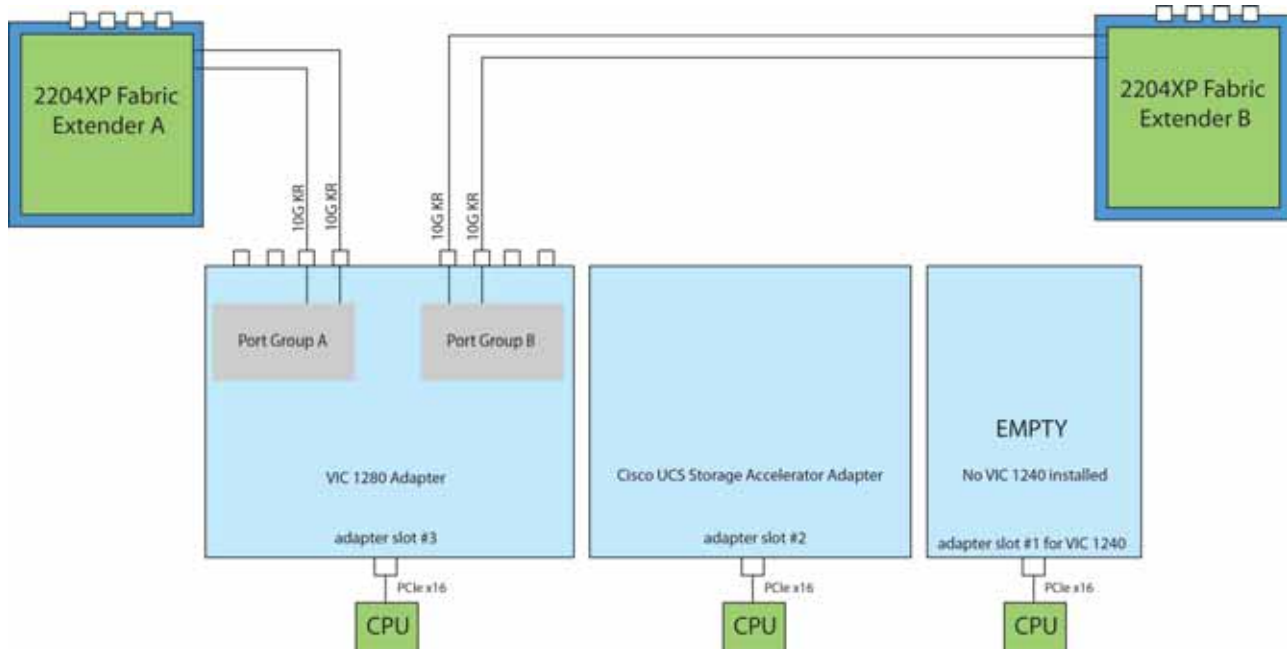 2204XP Fabric
Extender A
2204XP Fabric
Extender B
10G KR
10G KR
10G KR
10G KR
Port Group A
Port Group B
EMPTY
VIC 1280 Adapter
Cisco UCS Storage Accelerator Adapter
No VIC 1240 installed
adapter slot #3
adapter slot #2
adapter slot #1 for VIC 1240
PCIe x16
PCIe x16
PCIe x16
CPU
CPU
CPU